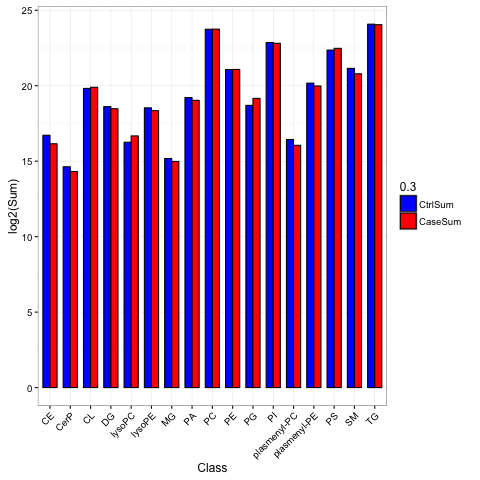 25
20
15
10
5
0
log2(Sum)
CE
CerP
CL
DG
lysoPC
lysoPE
MG
PA
PC
PE
PG
PI
plasmenyl-PC
plasmenyl-PE
PS
SM
TG
Class
0.3
CtrlSum
CaseSum